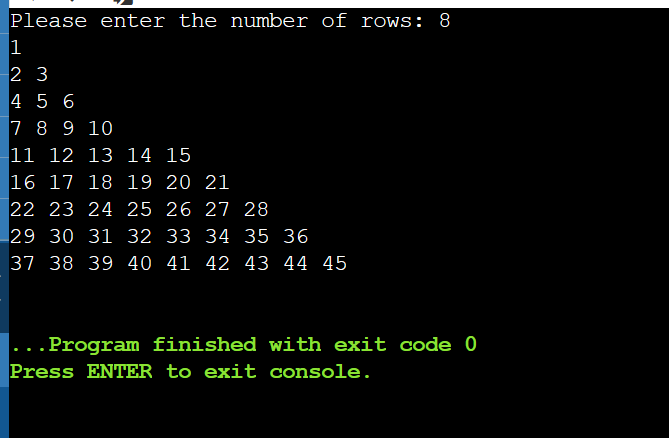 Please enter the number of rows: 8
1
2 3
4 5 6
7 8 9 10
11 12 13 14 15
16 17 18 19 20 21
22 23 24 25 26 27 28
29 30 31 32 33 34 35 36
37 38 39 40 41 42 43 44 45
...Program finished with exit code 0
Press ENTER to exit console.